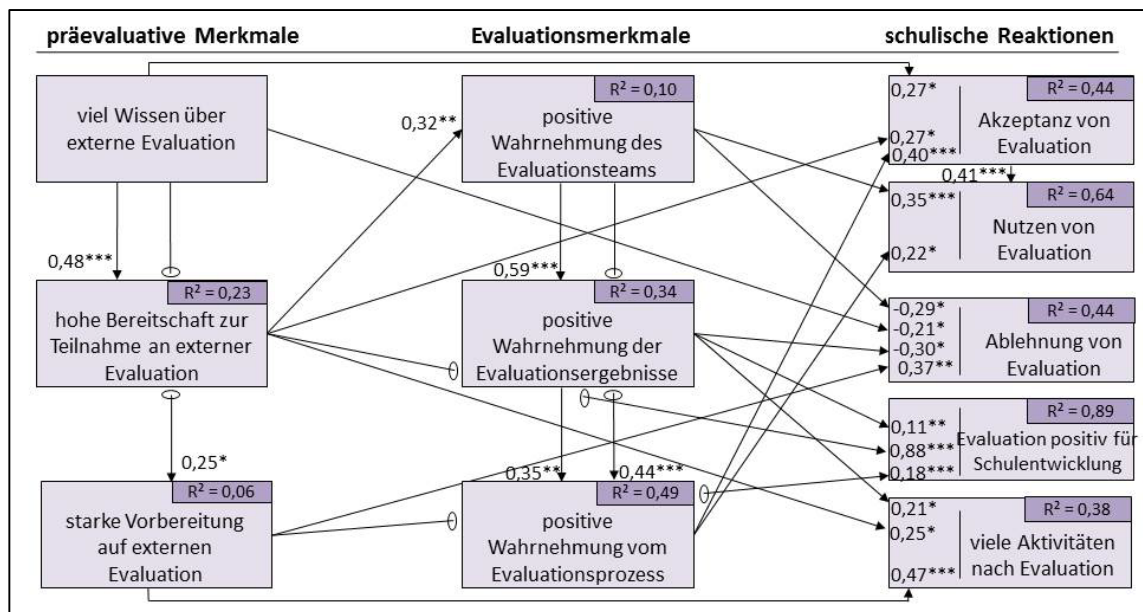 präevaluative Merkmale
Evaluationsmerkmale
schulische Reaktionen
viel Wissen über
externe Evaluation
0,48***
R² = 0,23
hohe Bereitschaft zur
Teilnahme an externer
Evaluation
0,25*
R² = 0,06
starke Vorbereitung
auf externen
Evaluation
0,32**
R² = 0,10
positive
Wahrnehmung des
Evaluationsteams
0,59***
R² = 0,34
positive
Wahrnehmung der
Evaluationsergebnisse
0,35**
0,44***
R² = 0,49
positive
Wahrnehmung vom
Evaluationsprozess
R² = 0,44
0,27*
Akzeptanz von
Evaluation
0,27*
0,40***
0,41***
R² = 0,64
0,35***
Nutzen von
Evaluation
0,22*
R² = 0,44
-0,29*
-0,21*
-0,30*
0,37**
Ablehnung von
Evaluation
R² = 0,89
0,11**
0,88***
0,18***
Evaluation positiv für
Schulentwicklung
R² = 0,38
0,21*
0,25*
0,47***
viele Aktivitäten
nach Evaluation